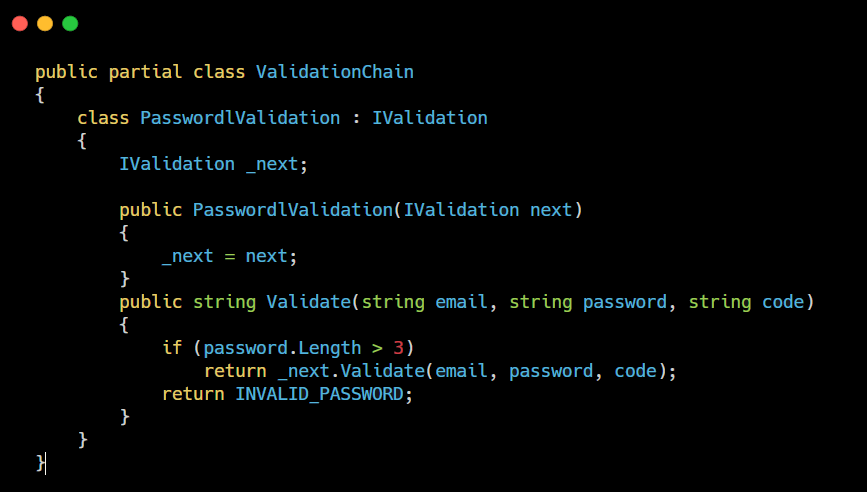 public partial class ValidationChain
{
    class PasswordlValidation : IValidation
    {
        IValidation _next;

        public PasswordlValidation(IValidation next)
        {
            _next = next;
        }
        public string Validate(string email, string password, string code)
        {
            if (password.Length > 3)
                return _next.Validate(email, password, code);
            return INVALID_PASSWORD;
        }
    }
}